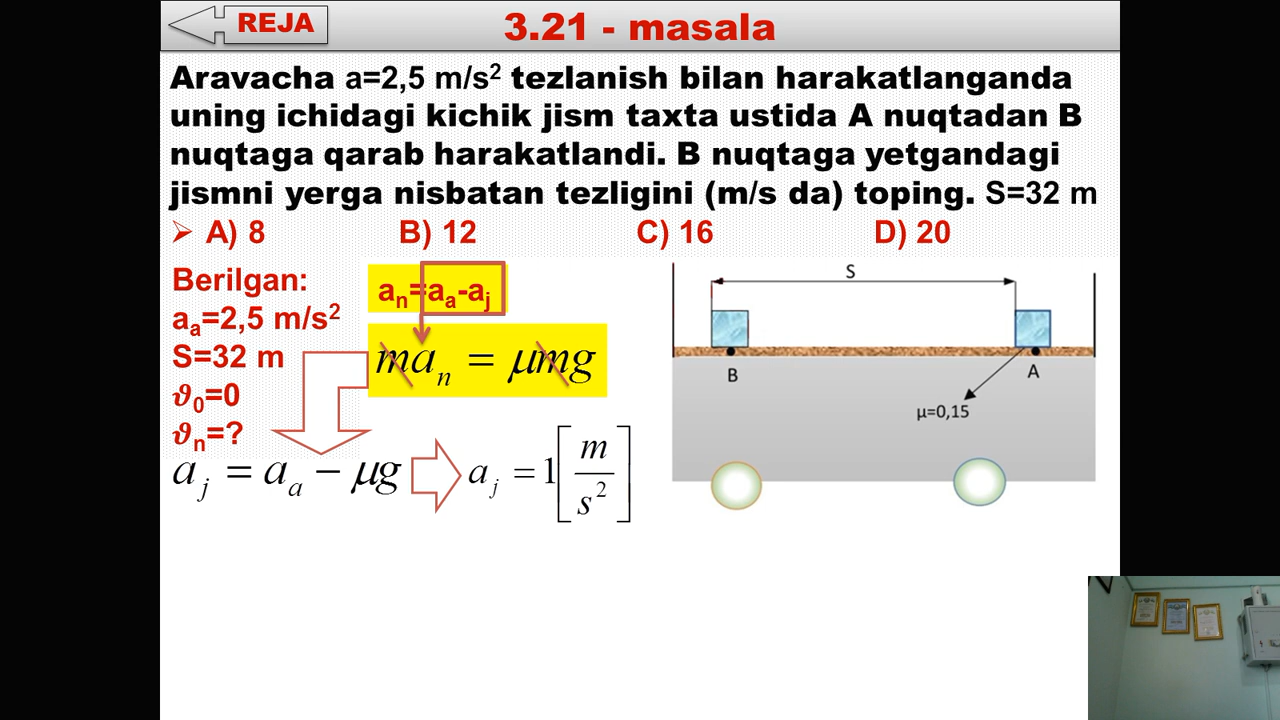 REJA
3.21 - masala
Aravacha a=2,5 m/s² tezlanish bilan harakatlanganda
uning ichidagi kichik jism taxta ustida A nuqtadan B
nuqtaga qarab harakatlandi. B nuqtaga yetgandagi
jismni yerga nisbatan tezligini (m/s da) toping. S=32 m
➢ A) 8 B) 12 C) 16 D) 20
Berilgan:
aₐ=2,5 m/s²
S=32 m
𝝑₀=0
𝝑ₙ=?
aₙ=aₐ-aⱼ
maₙ = μmg
aⱼ = aₐ − μg
aⱼ = 1[m/s²]
S
B
A
μ=0,15